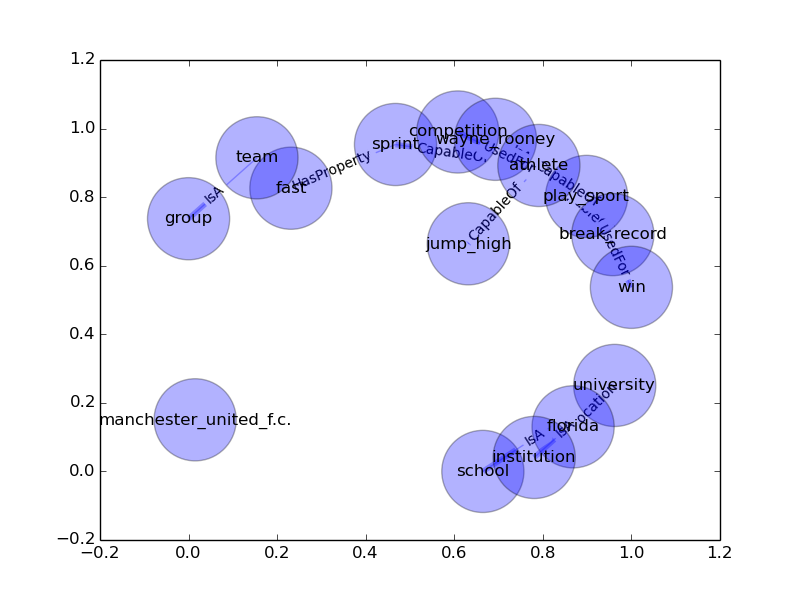 1.2
1.0
0.8
0.6
0.4
0.2
0.0
−0.2
−0.2
0.0
0.2
0.4
0.6
0.8
1.0
1.2
team
fast
group
IsA
HasProperty
sprint
competition
wayne_rooney
athlete
play_sport
break_record
win
jump_high
CapableOf
UsedFor
manchester_united_f.c.
university
florida
institution
school
IsA